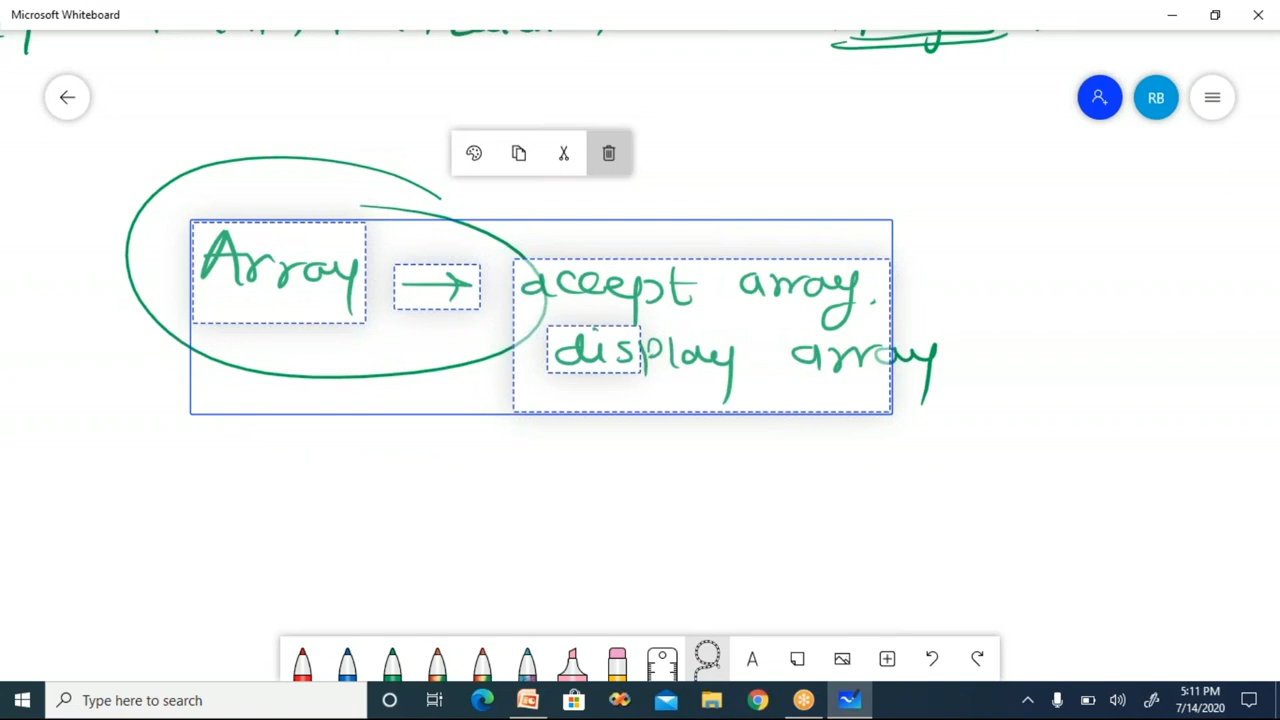 Microsoft Whiteboard
RB
Array → accept array.
display array
A
Type here to search
5:11 PM
7/14/2020